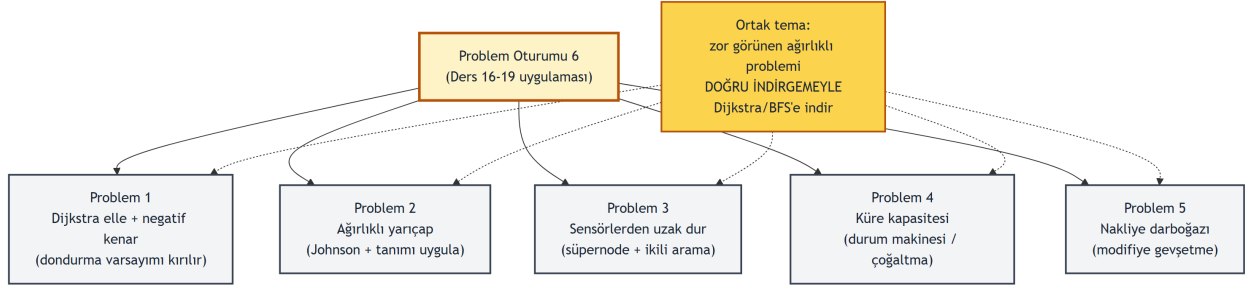 Problem Oturumu 6
(Ders 16-19 uygulaması)
Ortak tema:
zor görünen ağırlıklı
problemi
DOĞRU İNDİRGEMEYLE
Dijkstra/BFS'e indir
Problem 1
Dijkstra elle + negatif
kenar
(dondurma varsayımı kırılır)
Problem 2
Ağırlıklı yarıçap
(Johnson + tanımı uygula)
Problem 3
Sensörlerden uzak dur
(süpernode + ikili arama)
Problem 4
Küre kapasitesi
(durum makinesi /
çoğaltma)
Problem 5
Nakliye darboğazı
(modifiye gevşetme)